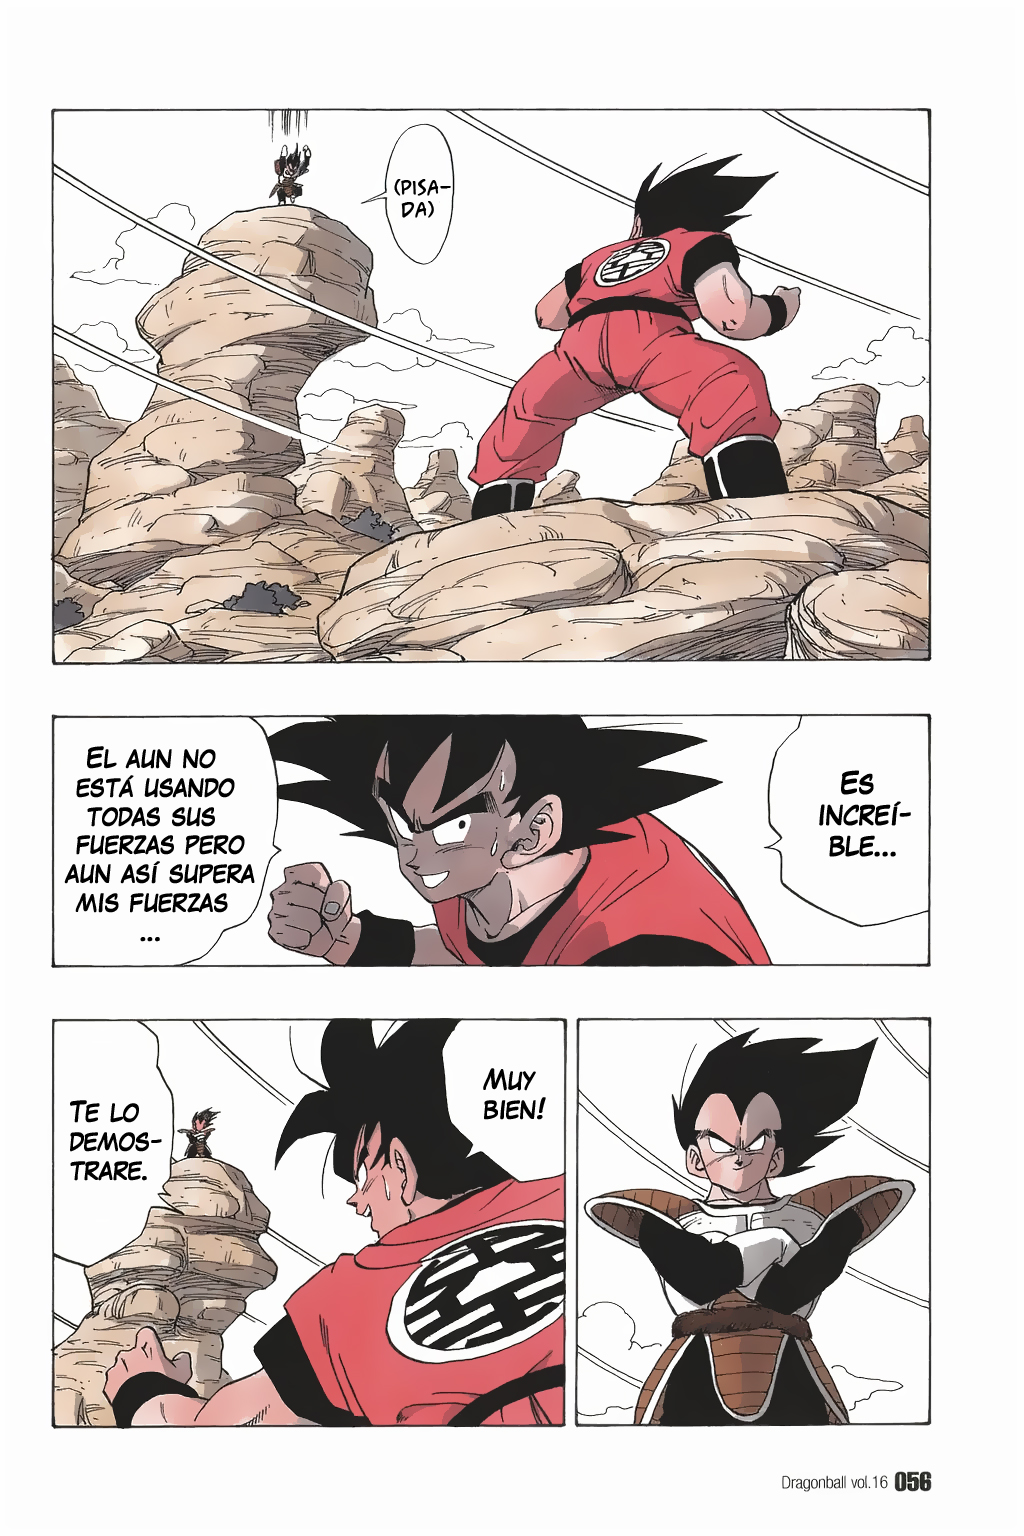 (PISA-
DA)
ES
INCREÍ-
BLE...
EL AUN NO
ESTÁ USANDO
TODAS SUS
FUERZAS PERO
AUN ASÍ SUPERA
MIS FUERZAS
...
MUY
BIEN!
TE LO
DEMOS-
TRARE.
Dragonball vol.16 056